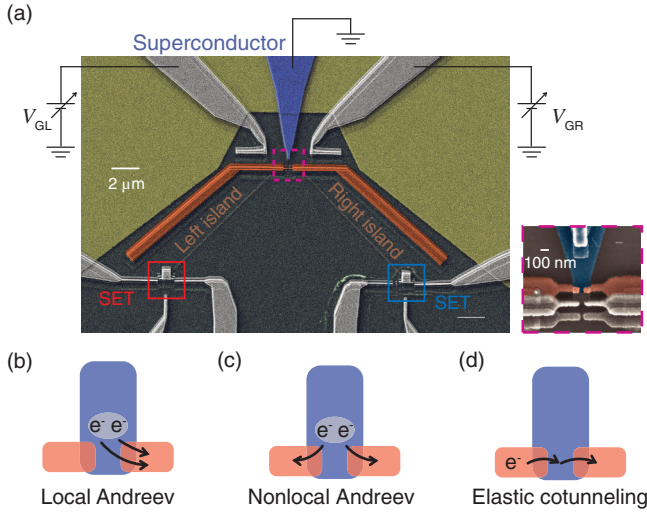 (a)
Superconductor
V_GL
V_GR
2 μm
Left island
Right island
SET
SET
100 nm
(b)
(c)
(d)
e⁻ e⁻
e⁻ e⁻
e⁻
Local Andreev
Nonlocal Andreev
Elastic cotunneling